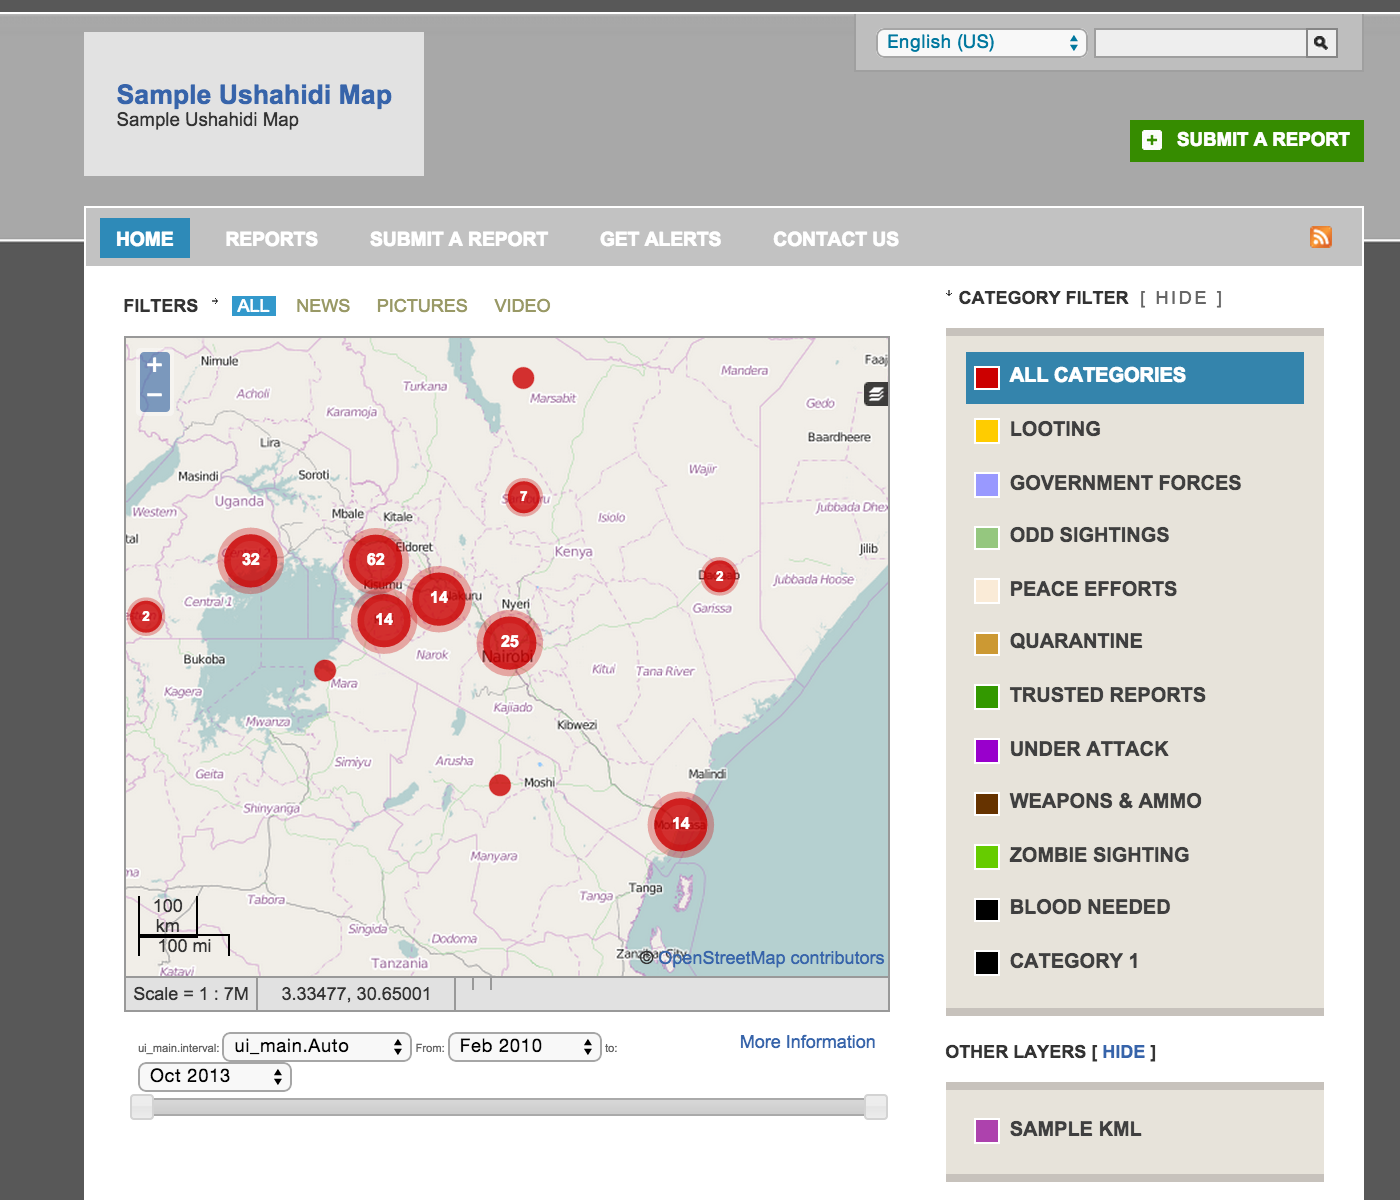 English (US)
Sample Ushahidi Map
Sample Ushahidi Map
SUBMIT A REPORT
HOME REPORTS SUBMIT A REPORT GET ALERTS CONTACT US
FILTERS ALL NEWS PICTURES VIDEO
CATEGORY FILTER [ HIDE ]
ALL CATEGORIES
LOOTING
GOVERNMENT FORCES
ODD SIGHTINGS
PEACE EFFORTS
QUARANTINE
TRUSTED REPORTS
UNDER ATTACK
WEAPONS & AMMO
ZOMBIE SIGHTING
BLOOD NEEDED
CATEGORY 1
OTHER LAYERS [ HIDE ]
SAMPLE KML
+
−
Nimule
Faaj
Mandera
Turkana
Acholi
Marsabit
Karamoja
Gedo
Baardheere
Lira
Wajir
Masindi
Soroti
7
Uganda
Western
Mbale
Kitale
Isiolo
Jubbada Dhex
tal
Eldoret
Kenya
Jilib
32
62
2
Kisumu
Jubbada Hoose
14
Central 1
Nyeri
Garissa
2
14
25
Nairobi
Narok
Bukoba
Kitui
Tana River
Mara
Kagera
Kajiado
Mwanza
Kibwezi
Simiyu
Arusha
Geita
Malindi
Moshi
Shinyanga
14
Manyara
na
Tanga
Tabora
Tanga
100
km
100 mi
Singida
Dodoma
Zanzibar City
Tanzania
Katavi
© OpenStreetMap contributors
Scale = 1 : 7M
3.33477, 30.65001
ui_main.interval: ui_main.Auto From: Feb 2010 to:
Oct 2013
More Information